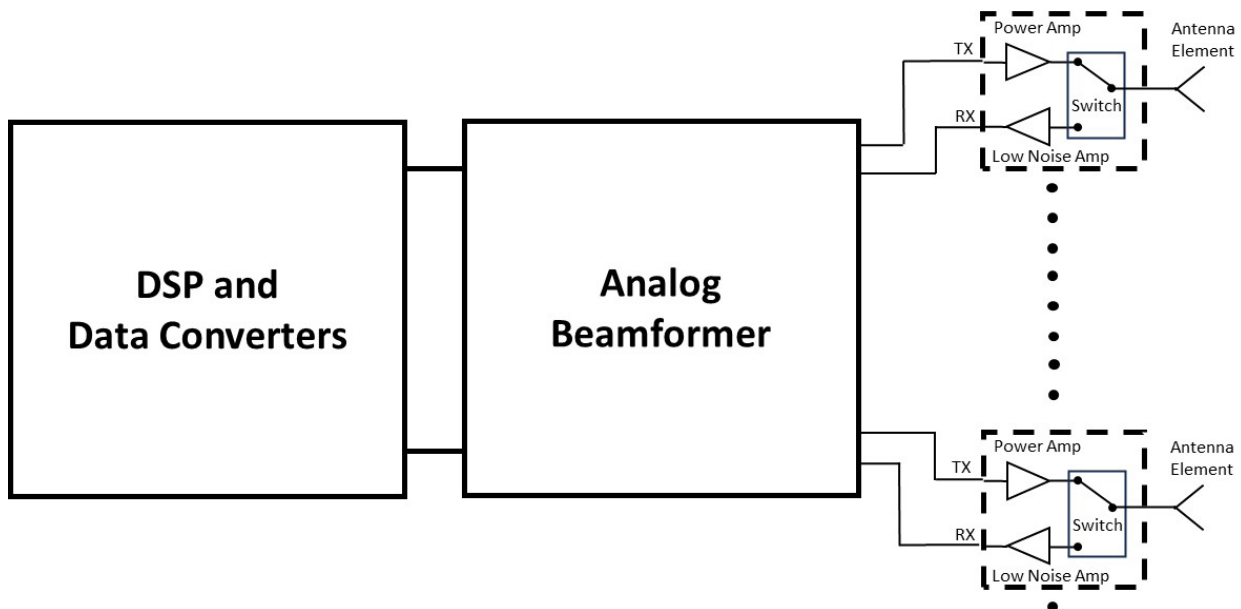 DSP and
Data Converters
Analog
Beamformer
Power Amp
TX
RX
Switch
Low Noise Amp
Antenna
Element
Power Amp
TX
RX
Switch
Low Noise Amp
Antenna
Element